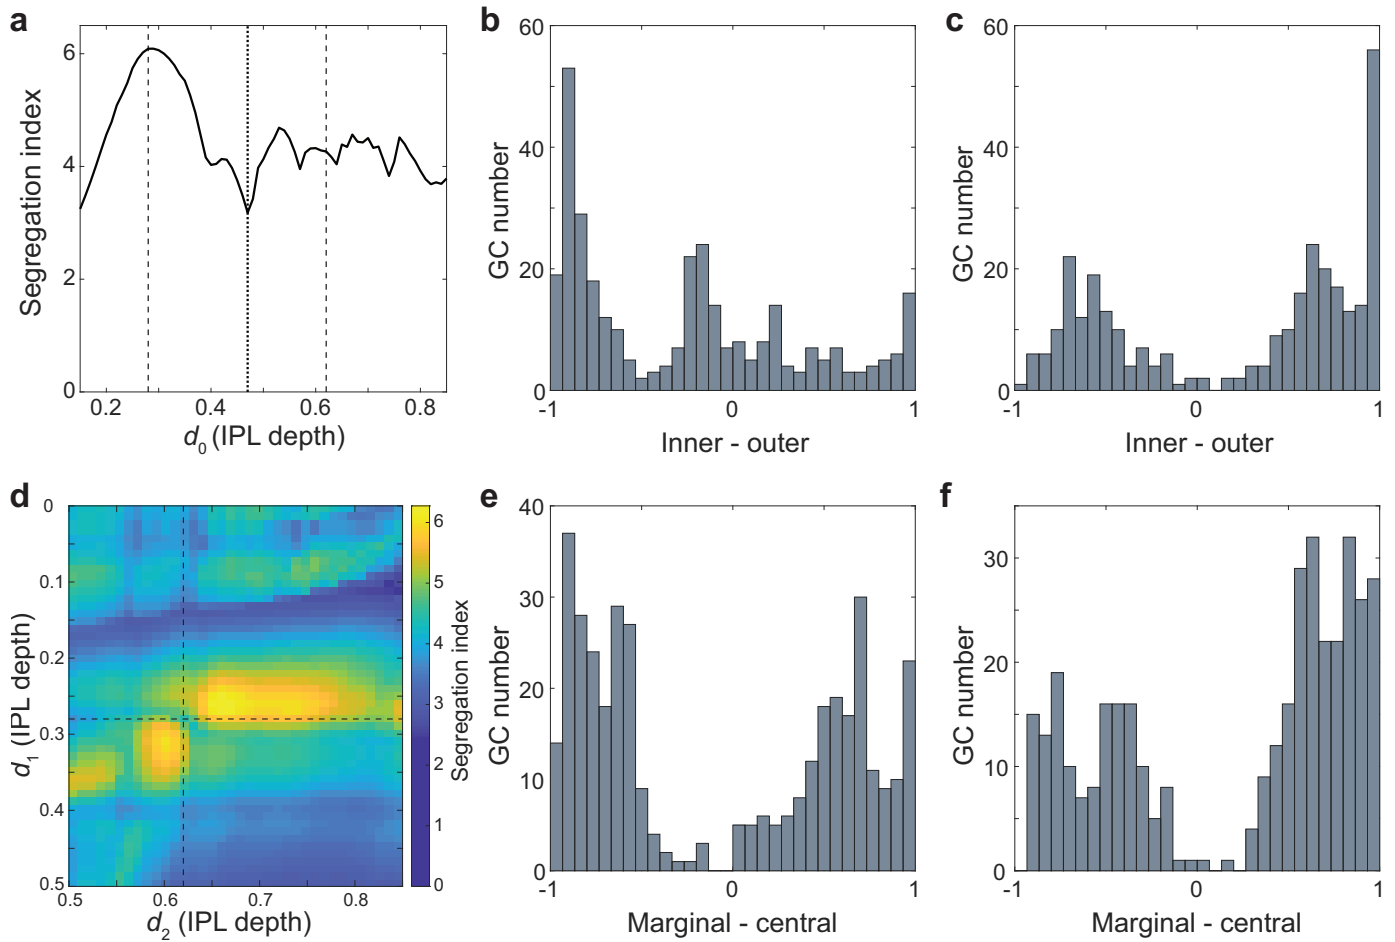 a
6
4
2
0
Segregation index
0.2 0.4 0.6 0.8
d0 (IPL depth)
b
60
40
20
0
GC number
-1 0 1
Inner - outer
c
60
40
20
0
GC number
-1 0 1
Inner - outer
d
0
0.1
0.2
0.3
0.4
0.5
d1 (IPL depth)
0.5 0.6 0.7 0.8
d2 (IPL depth)
6
5
4
3
2
1
0
Segregation index
e
40
30
20
10
0
GC number
-1 0 1
Marginal - central
f
30
20
10
0
GC number
-1 0 1
Marginal - central